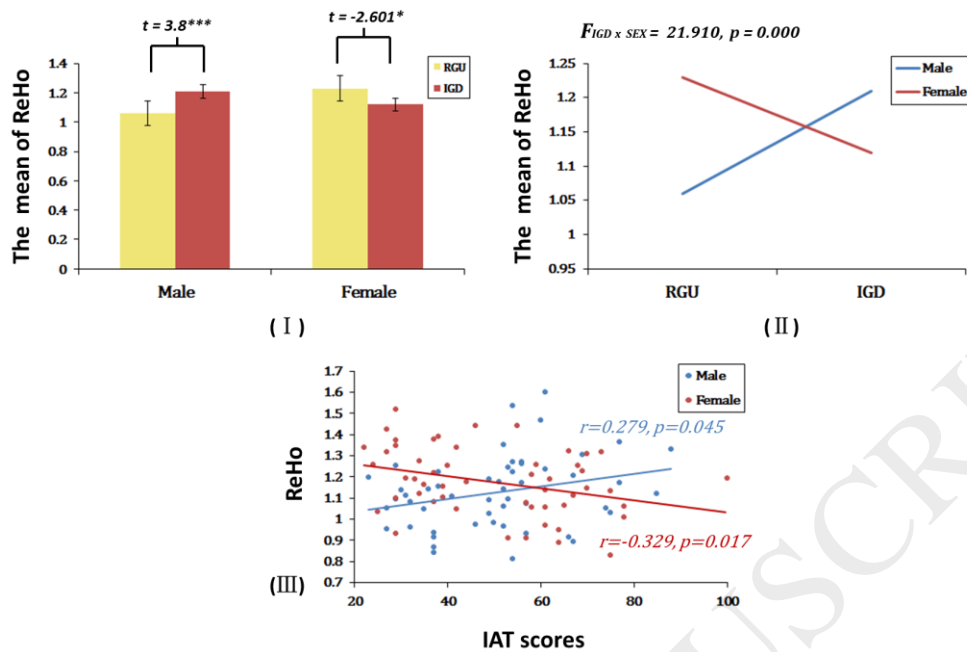 t = 3.8***
t = -2.601*
The mean of ReHo
1.4
1.2
1
0.8
0.6
0.4
0.2
0
RGU
IGD
Male
Female
( Ⅰ )
F IGD x SEX = 21.910, p = 0.000
The mean of ReHo
1.25
1.2
1.15
1.1
1.05
1
0.95
Male
Female
RGU
IGD
( Ⅱ )
ReHo
1.7
1.6
1.5
1.4
1.3
1.2
1.1
1
0.9
0.8
0.7
Male
Female
r=0.279, p=0.045
r=-0.329, p=0.017
20
40
60
80
100
(Ⅲ)
IAT scores
USCR